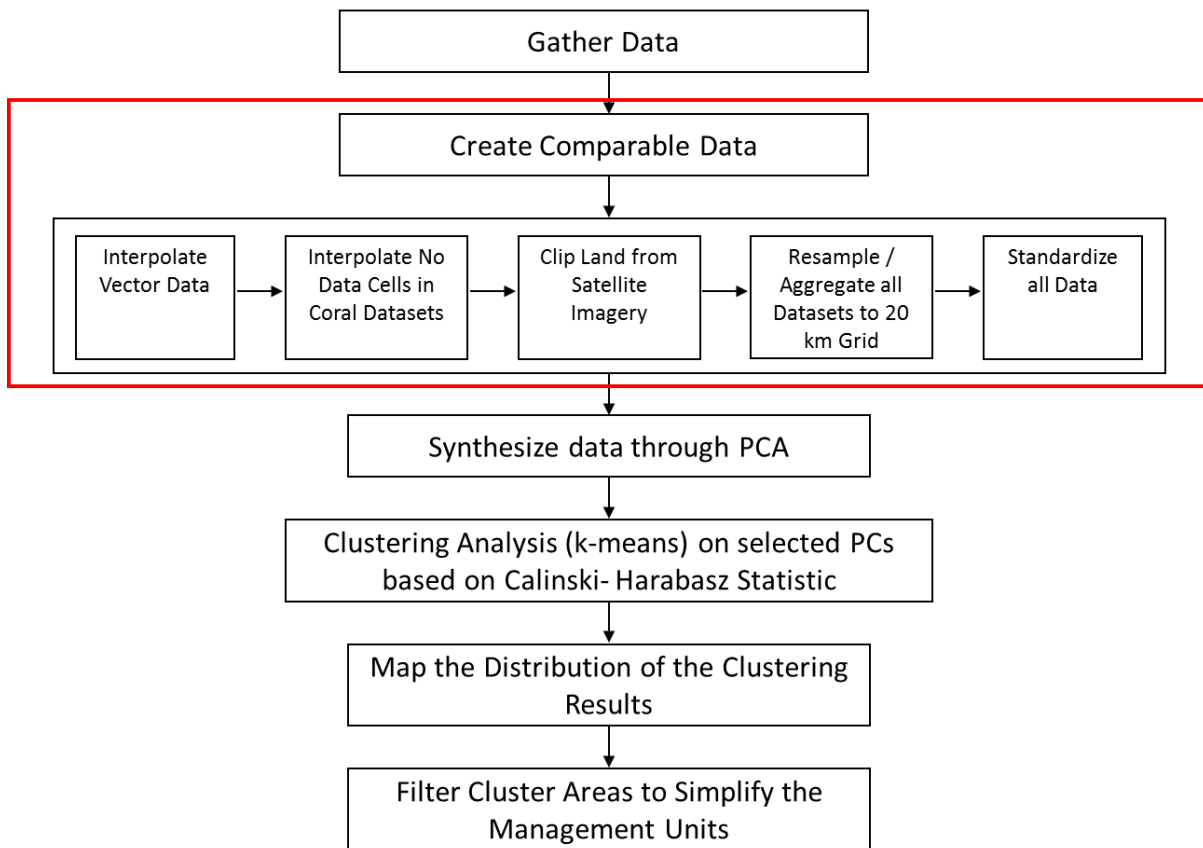 Gather Data
Create Comparable Data
Interpolate
Vector Data
Interpolate No
Data Cells in
Coral Datasets
Clip Land from
Satellite
Imagery
Resample /
Aggregate all
Datasets to 20
km Grid
Standardize
all Data
Synthesize data through PCA
Clustering Analysis (k-means) on selected PCs
based on Calinski- Harabasz Statistic
Map the Distribution of the Clustering
Results
Filter Cluster Areas to Simplify the
Management Units